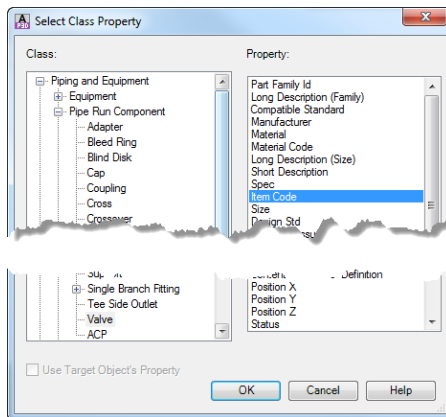 Select Class Property
Class:
Property:
Piping and Equipment
Equipment
Pipe Run Component
Adapter
Bleed Ring
Blind Disk
Cap
Coupling
Cross
Crossover
Single Branch Fitting
Tee Side Outlet
Valve
ACP
Part Family Id
Long Description (Family)
Compatible Standard
Manufacturer
Material
Material Code
Long Description (Size)
Short Description
Spec
Item Code
Size
Design Std
Definition
Position X
Position Y
Position Z
Status
Use Target Object's Property
OK
Cancel
Help